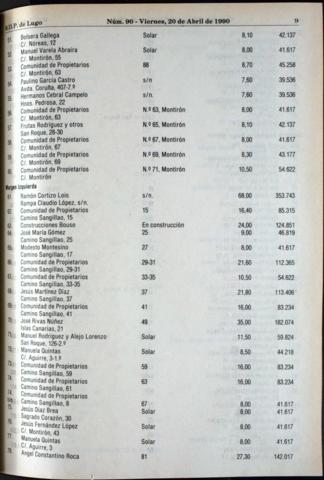 B.O.P. de Lugo Núm. 90 - Viernes, 20 de Abril de 1990 9
Bolsera Gallega Solar 8,10 42.137
C/. Nóreas, 12
Manuel Varela Abraira Solar 8,00 41.617
C/. Montirón, 55
Comunidad de Propietarios 88 8,70 45.258
C/. Montirón, 63
Paulino García Castro s/n 7,60 39.536
Avda. Coruña, 407-7.º
Hermanos Cebral Campelo s/n. 7,60 39.536
Hnos. Pedrosa, 22
Comunidad de Propietarios N.º 63, Montirón 8,00 41.617
C/. Montirón, 63
Frutas Rodríguez y otros N.º 65, Montirón 8,10 42.137
San Roque, 28-30
Comunidad de Propietarios N.º 67, Montirón 8,00 41.617
C/. Montirón, 67
Comunidad de Propietarios N.º 69, Montirón 8,30 43.177
C/. Montirón, 69
Comunidad de Propietarios N.º 71, Montirón 10,50 54.622
C/. Montirón
Margen Izquierda
Ramón Cortizo Lois s/n. 68,00 353.743
Rampa Claudio López, s/n.
Comunidad de Propietarios 15 16,40 85.315
Camino Sangillao, 15
Construcciones Bouso En construcción 24,00 124.851
José María Gómez 25 9,00 46.819
Camino Sangillao, 25
Modesto Montesino 27 8,00 41.617
Camino Sangillao, 17
Comunidad de Propietarios 29-31 21,60 112.365
Camino Sangillao, 29-31
Comunidad de Propietarios 33-35 10,50 54.622
Camino Sangillao, 33-35
Jesús Martínez Díaz 37 21,80 113.406
Camino Sangillao, 37
Comunidad de Propietarios 41 16,00 83.234
Camino Sangillao, 41
José Rivas Núñez 49 35,00 182.074
Islas Canarias, 21
Manuel Rodríguez y Alejo Lorenzo Solar 11,50 59.824
San Roque, 126-2.º
Manuela Quintas Solar 8,50 44.218
C/. Aguirre, 3-1.º
Comunidad de Propietarios 59 16,00 83.234
Camino Sangillao, 59
Comunidad de Propietarios 63 16,00 83.234
Camino Sangillao, 61
Comunidad de Propietarios
Camino Sangillao, 8 67 8,00 41.617
Jesús Díaz Brea Solar 8,00 41.617
Sagrado Corazón, 30
Jesús Fernández López Solar 8,00 41.617
C/. Montirón, 43
Manuela Quintas Solar 8,00 41.617
C/. Aguirre, 3
Angel Constantino Roca 81 27,30 142.017